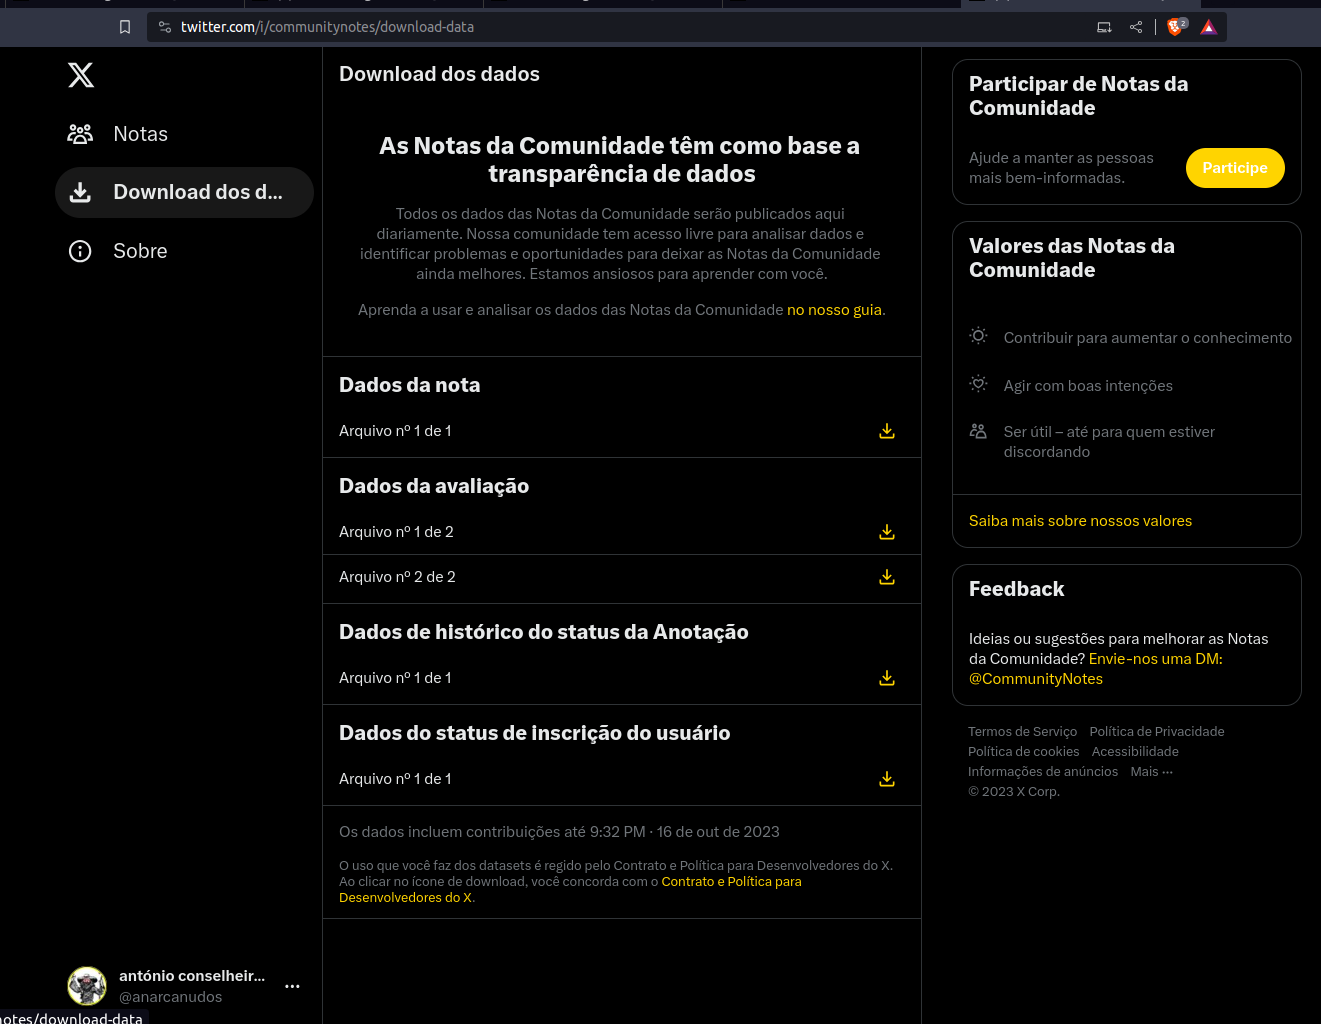 twitter.com/i/communitynotes/download-data
2
Notas
Download dos d...
Sobre
Download dos dados
As Notas da Comunidade têm como base a
transparência de dados
Todos os dados das Notas da Comunidade serão publicados aqui
diariamente. Nossa comunidade tem acesso livre para analisar dados e
identificar problemas e oportunidades para deixar as Notas da Comunidade
ainda melhores. Estamos ansiosos para aprender com você.
Aprenda a usar e analisar os dados das Notas da Comunidade no nosso guia.
Dados da nota
Arquivo nº 1 de 1
Dados da avaliação
Arquivo nº 1 de 2
Arquivo nº 2 de 2
Dados de histórico do status da Anotação
Arquivo nº 1 de 1
Dados do status de inscrição do usuário
Arquivo nº 1 de 1
Os dados incluem contribuições até 9:32 PM · 16 de out de 2023
O uso que você faz dos datasets é regido pelo Contrato e Política para Desenvolvedores do X.
Ao clicar no ícone de download, você concorda com o Contrato e Política para
Desenvolvedores do X.
Participar de Notas da
Comunidade
Ajude a manter as pessoas
mais bem-informadas.
Participe
Valores das Notas da
Comunidade
Contribuir para aumentar o conhecimento
Agir com boas intenções
Ser útil – até para quem estiver
discordando
Saiba mais sobre nossos valores
Feedback
Ideias ou sugestões para melhorar as Notas
da Comunidade? Envie-nos uma DM:
@CommunityNotes
Termos de Serviço Política de Privacidade
Política de cookies Acessibilidade
Informações de anúncios Mais ···
© 2023 X Corp.
antónio conselheir...
@anarcanudos
notes/download-data